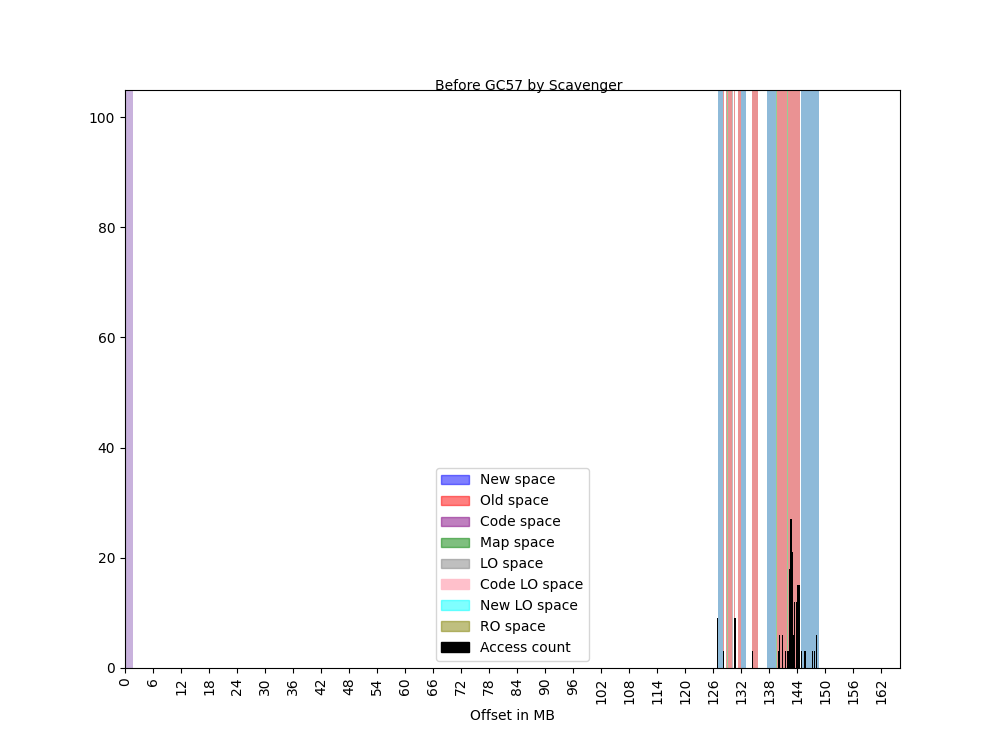 Before GC57 by Scavenger
100
80
60
40
20
0
New space
Old space
Code space
Map space
LO space
Code LO space
New LO space
RO space
Access count
0 6 12 18 24 30 36 42 48 54 60 66 72 78 84 90 96 102 108 114 120 126 132 138 144 150 156 162
Offset in MB